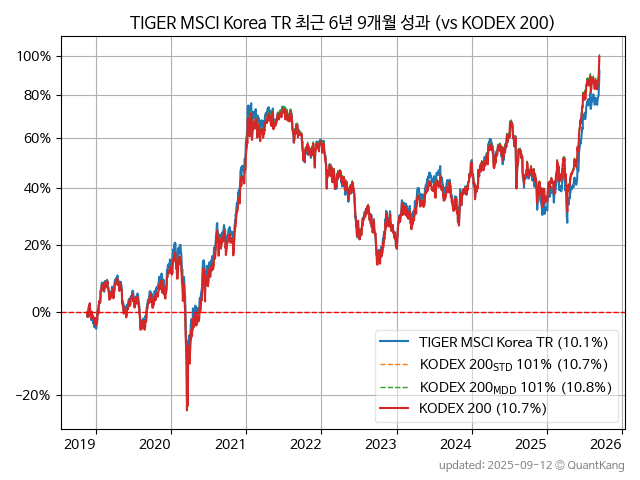 TIGER MSCI Korea TR 최근 6년 9개월 성과 (vs KODEX 200)
100%
80%
60%
40%
20%
0%
−20%
TIGER MSCI Korea TR (10.1%)
KODEX 200STD 101% (10.7%)
KODEX 200MDD 101% (10.8%)
KODEX 200 (10.7%)
2019 2020 2021 2022 2023 2024 2025 2026
updated: 2025-09-12 © QuantKang